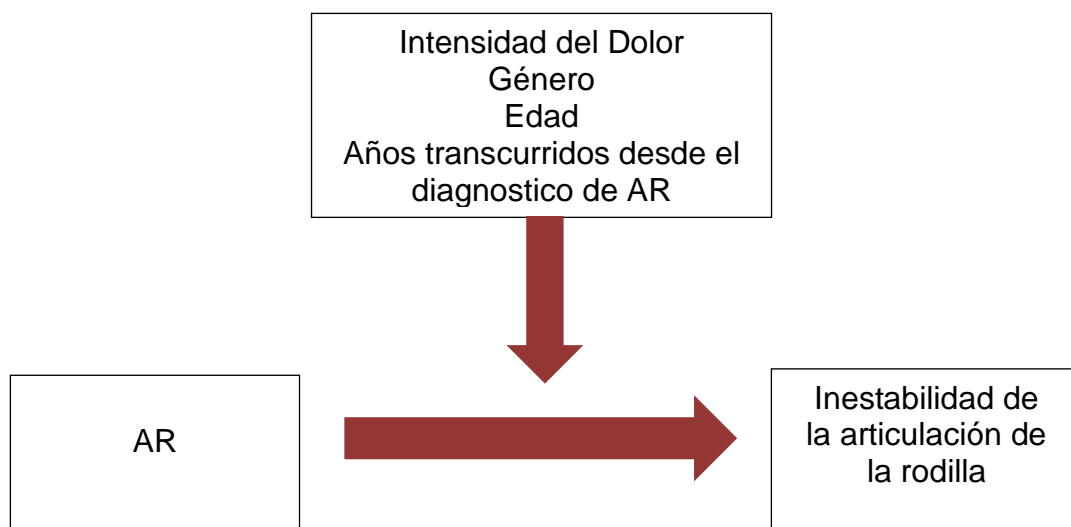 Intensidad del Dolor
Género
Edad
Años transcurridos desde el
diagnostico de AR
AR
Inestabilidad de
la articulación de
la rodilla